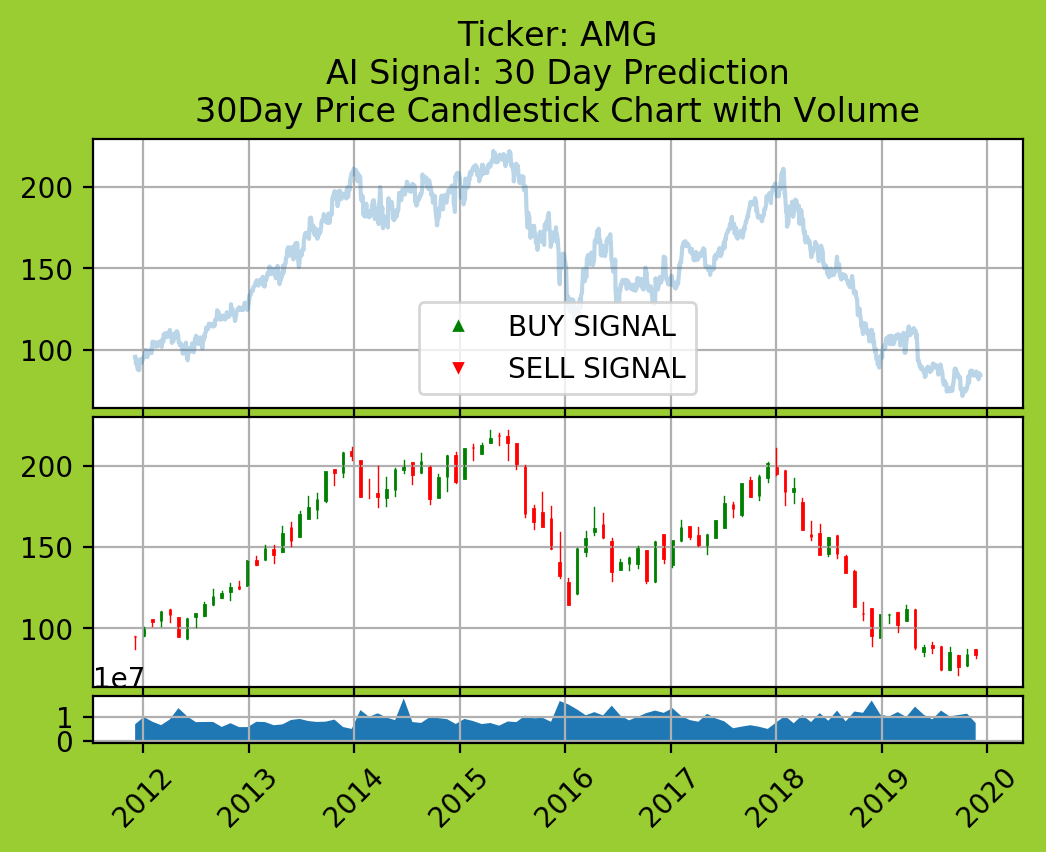 Ticker: AMG
AI Signal: 30 Day Prediction
30Day Price Candlestick Chart with Volume
200
150
100
BUY SIGNAL
SELL SIGNAL
200
150
100
1e7
1
0
2012 2013 2014 2015 2016 2017 2018 2019 2020